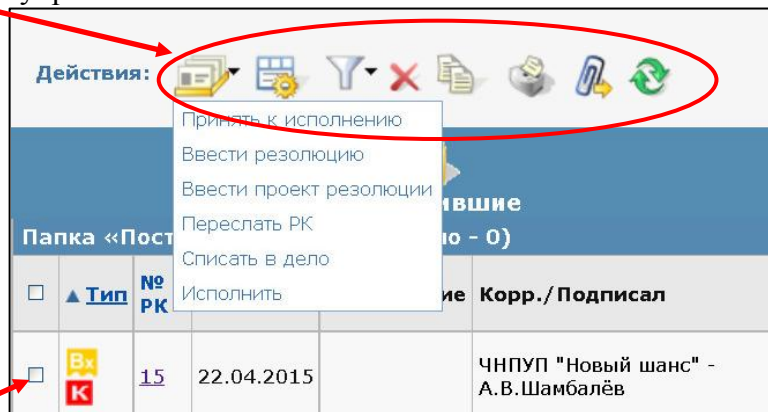 Действия:
Принять к исполнению
Ввести резолюцию
Ввести проект резолюции
Переслать РК
Списать в дело
Исполнить
вшие
Папка «Пост но - 0)
Тип № РК ие Корр./Подписал
Вх
К
15 22.04.2015 ЧНПУП "Новый шанс" -
А.В.Шамбалёв